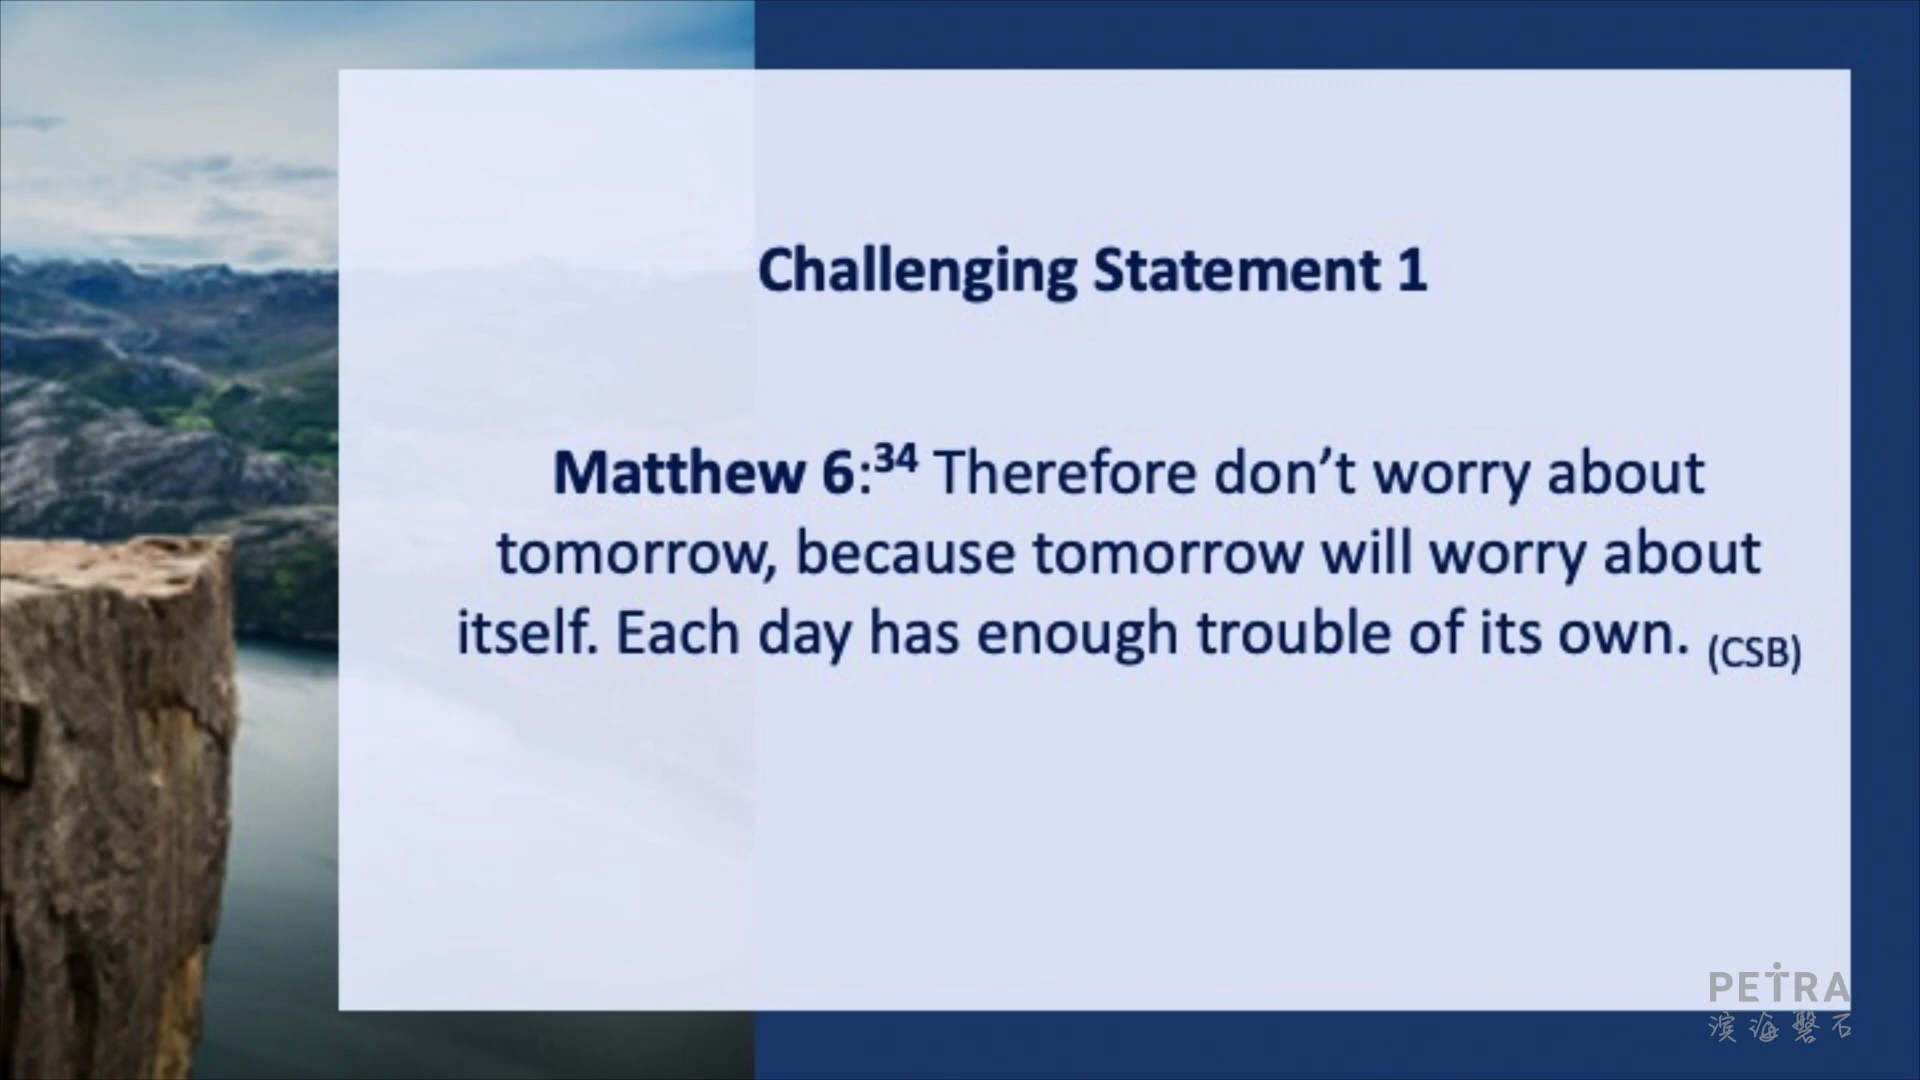 Challenging Statement 1
Matthew 6:³⁴ Therefore don’t worry about
tomorrow, because tomorrow will worry about
itself. Each day has enough trouble of its own. (CSB)
PETRA
滨海磐石